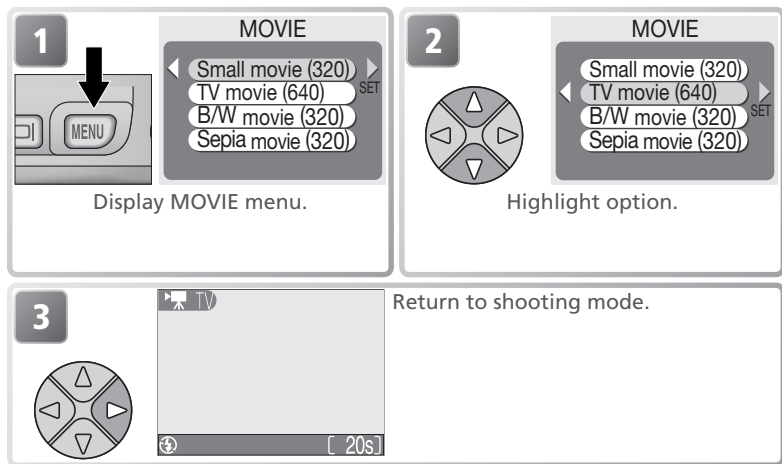 1
MENU
MOVIE
Small movie (320)
TV movie (640)
B/W movie (320)
Sepia movie (320)
SET
Display MOVIE menu.
2
MOVIE
Small movie (320)
TV movie (640)
B/W movie (320)
Sepia movie (320)
SET
Highlight option.
3
TV
[ 20s]
Return to shooting mode.